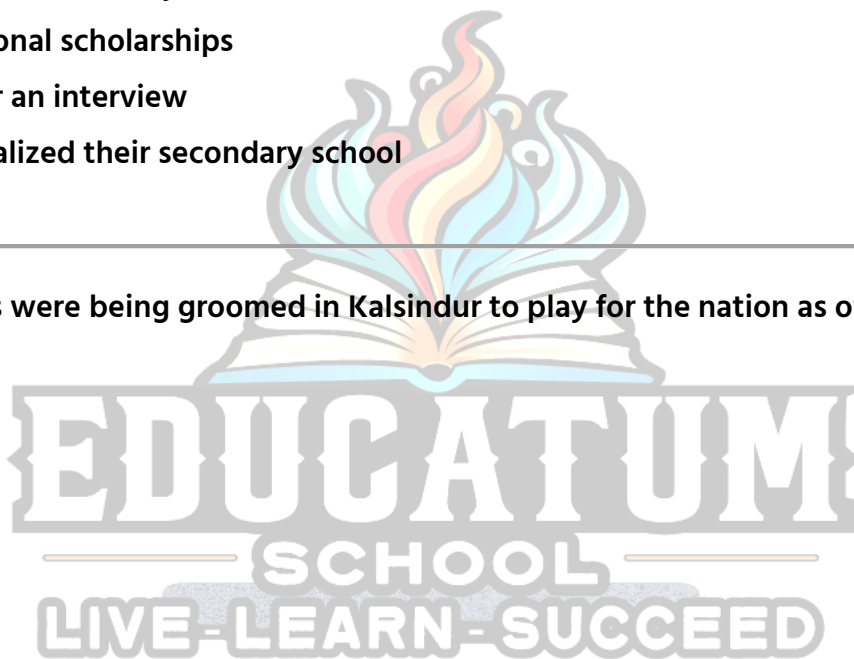 onal scholarships
r an interview
alized their secondary school
s were being groomed in Kalsindur to play for the nation as o
EDUCATUM
SCHOOL
LIVE-LEARN-SUCCEED